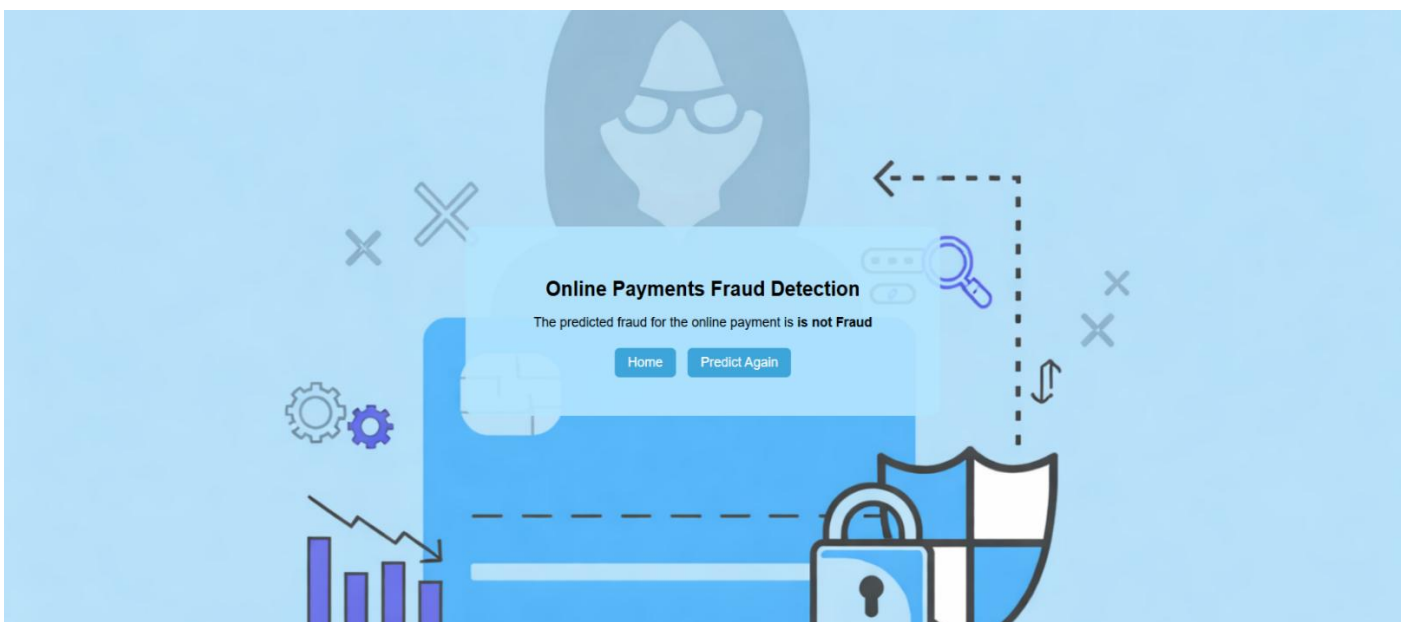 Online Payments Fraud Detection
The predicted fraud for the online payment is is not Fraud
Home
Predict Again